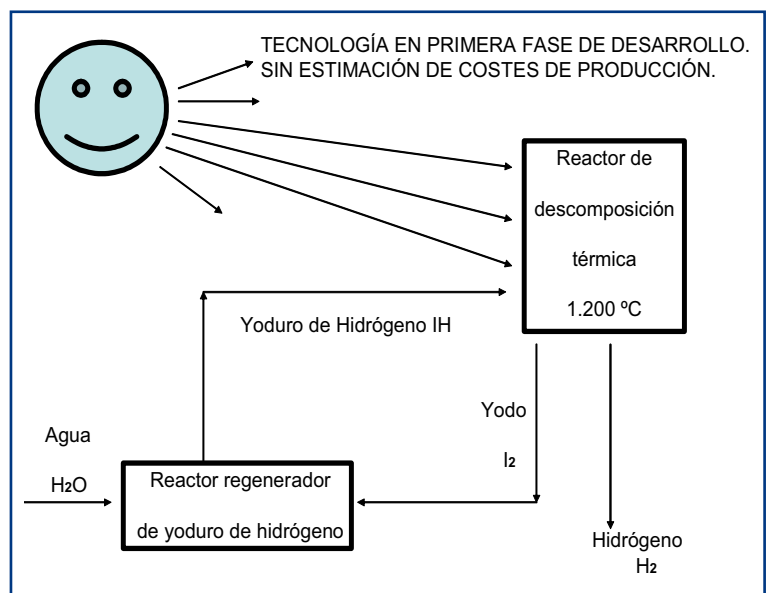 TECNOLOGÍA EN PRIMERA FASE DE DESARROLLO.
SIN ESTIMACIÓN DE COSTES DE PRODUCCIÓN.
Reactor de
descomposición
térmica
1.200 ºC
Yoduro de Hidrógeno IH
Yodo
I2
Agua
H2O
Reactor regenerador
de yoduro de hidrógeno
Hidrógeno
H2